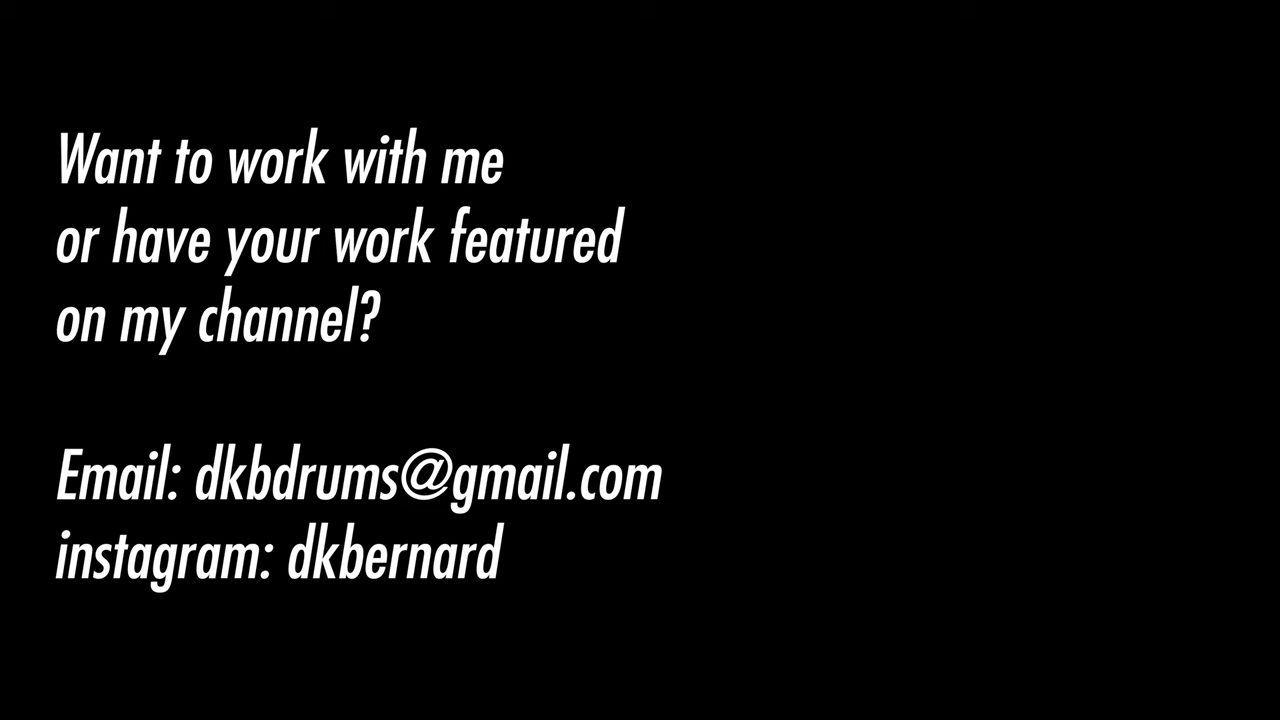 Want to work with me
or have your work featured
on my channel?
Email: dkbdrums@gmail.com
instagram: dkbernard